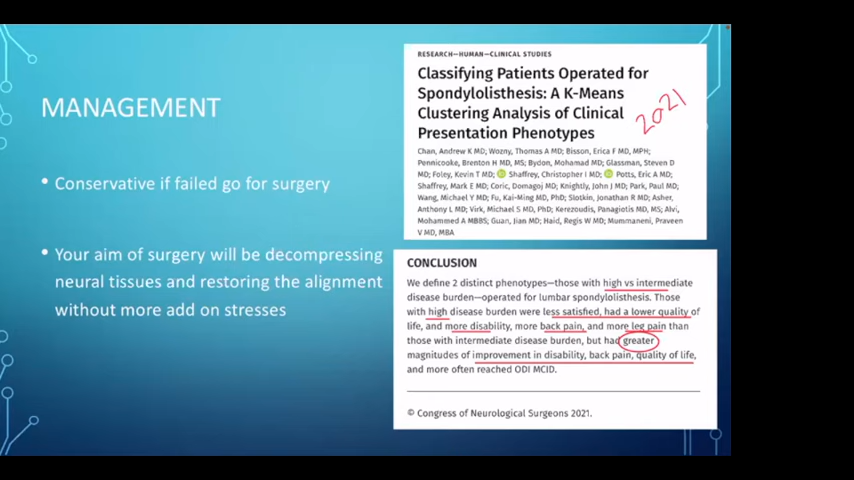 MANAGEMENT
• Conservative if failed go for surgery
• Your aim of surgery will be decompressing
neural tissues and restoring the alignment
without more add on stresses
RESEARCH—HUMAN—CLINICAL STUDIES
Classifying Patients Operated for
Spondylolisthesis: A K-Means
Clustering Analysis of Clinical
Presentation Phenotypes
2021
Chan, Andrew K MD; Wozny, Thomas A MD; Bisson, Erica F MD, MPH;
Pennicooke, Brenton H MD, MS; Bydon, Mohamad MD; Glassman, Steven D
MD; Foley, Kevin T MD; Shaffrey, Christopher I MD; Potts, Eric A MD;
Shaffrey, Mark E MD; Coric, Domagoj MD; Knightly, John J MD; Park, Paul MD;
Wang, Michael Y MD; Fu, Kai-Ming MD, PhD; Slotkin, Jonathan R MD; Asher,
Anthony L MD; Virk, Michael S MD, PhD; Kerezoudis, Panagiotis MD, MS; Alvi,
Mohammed A MBBS; Guan, Jian MD; Haid, Regis W MD; Mummaneni, Praveen
V MD, MBA
CONCLUSION
We define 2 distinct phenotypes—those with high vs intermediate
disease burden—operated for lumbar spondylolisthesis. Those
with high disease burden were less satisfied, had a lower quality of
life, and more disability, more back pain, and more leg pain than
those with intermediate disease burden, but had greater
magnitudes of improvement in disability, back pain, quality of life,
and more often reached ODI MCID.
© Congress of Neurological Surgeons 2021.